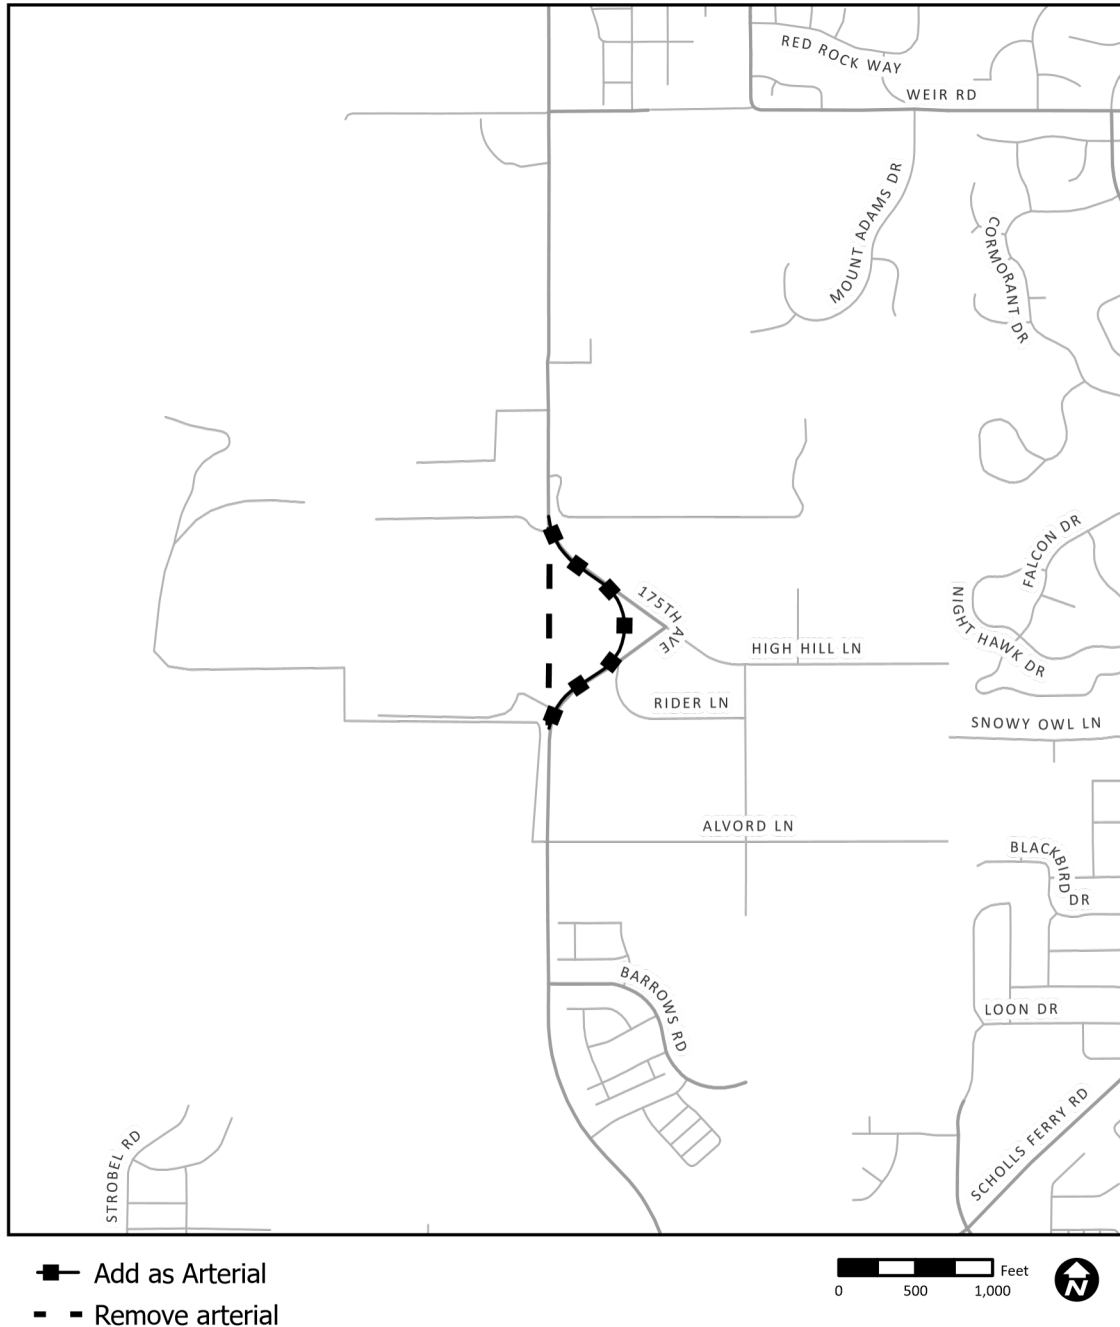 RED ROCK WAY
WEIR RD
MOUNT ADAMS DR
CORMORANT DR
FALCON DR
175TH AVE
NIGHT HAWK DR
HIGH HILL LN
RIDER LN
SNOWY OWL LN
ALVORD LN
BLACKBIRD DR
BARROWS RD
LOON DR
SCHOLLS FERRY RD
STROBEL RD
Add as Arterial
Remove arterial
Feet
0 500 1,000
N